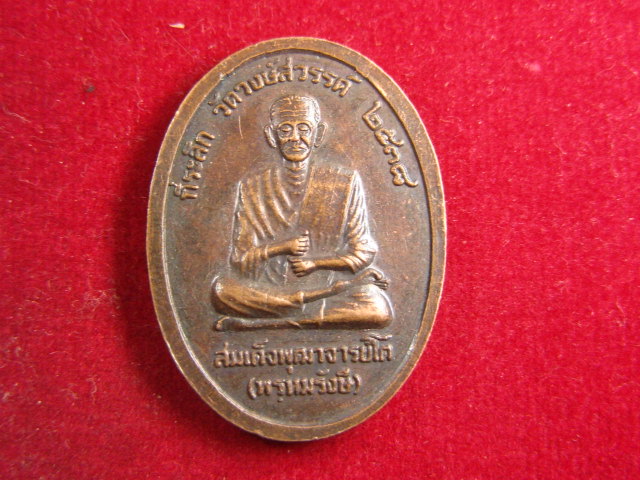 ที่ระลึก วัดวงษ์สวรรค์ ๒๕๓๘
สมเด็จพุฒาจารย์โต
(พรหมรังษี)